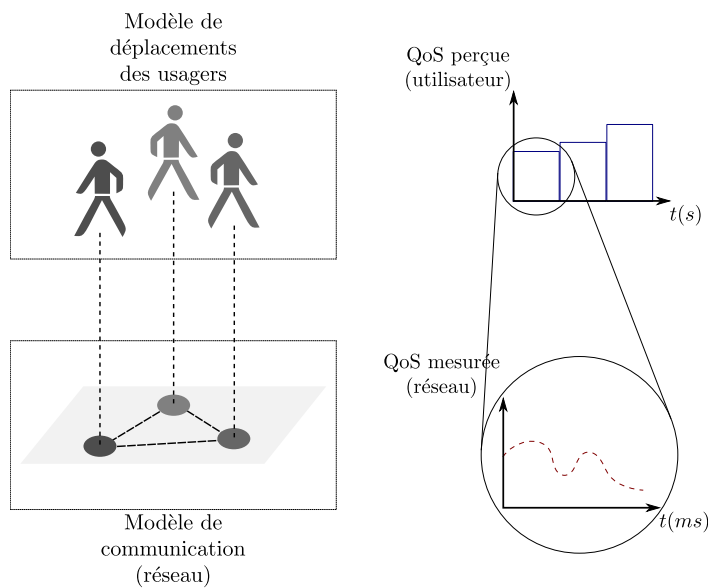 Modèle de
déplacements
des usagers
QoS perçue
(utilisateur)
t(s)
QoS mesurée
(réseau)
t(ms)
Modèle de
communication
(réseau)